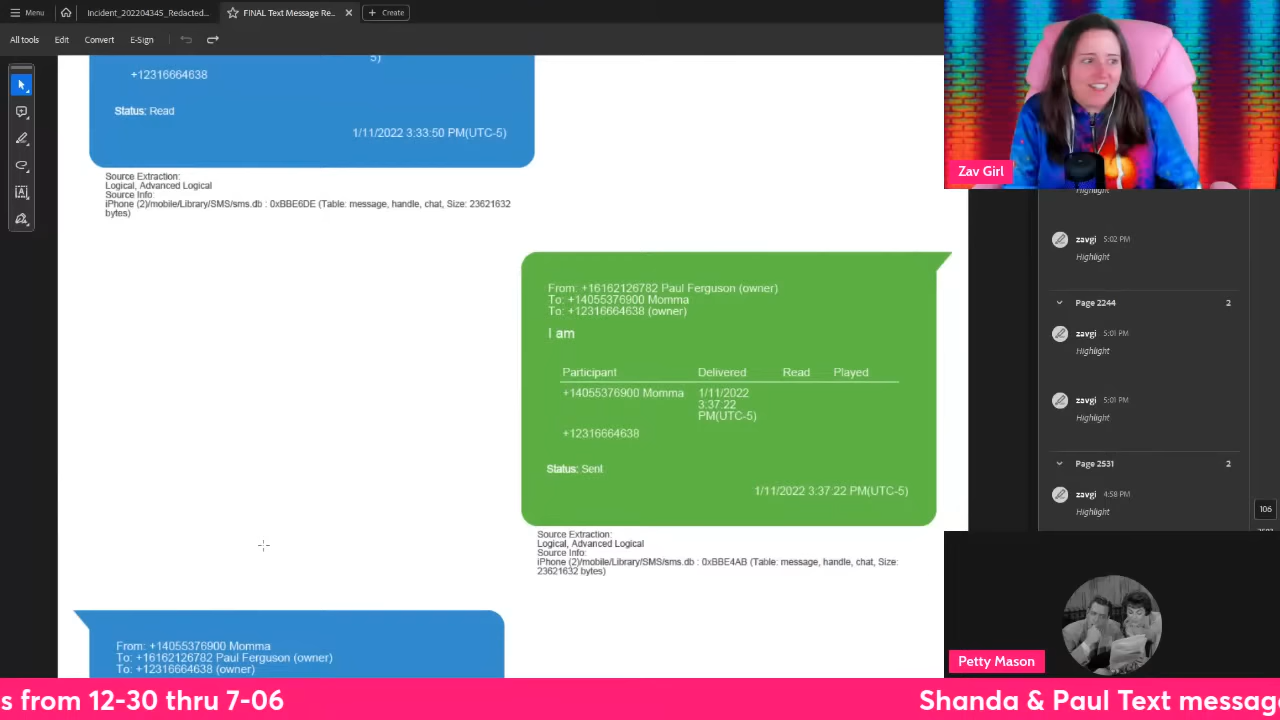 Menu
Incident_202204345_Redacted...
FINAL Text Message Re...
Create
All tools
Edit
Convert
E-Sign
5)
+12316664638
Status: Read
1/11/2022 3:33:50 PM(UTC-5)
Source Extraction:
Logical, Advanced Logical
Source Info:
iPhone (2)/mobile/Library/SMS/sms.db : 0xBBE6DE (Table: message, handle, chat, Size: 23621632
bytes)
From: +16162126782 Paul Ferguson (owner)
To: +14055376900 Momma
To: +12316664638 (owner)
I am
Participant Delivered Read Played
+14055376900 Momma 1/11/2022
3:37:22
PM(UTC-5)
+12316664638
Status: Sent
1/11/2022 3:37:22 PM(UTC-5)
Source Extraction:
Logical, Advanced Logical
Source Info:
iPhone (2)/mobile/Library/SMS/sms.db : 0xBBE4AB (Table: message, handle, chat, Size:
23621632 bytes)
From: +14055376900 Momma
To: +16162126782 Paul Ferguson (owner)
To: +12316664638 (owner)
Zav Girl
Highlight
zavgi 5:02 PM
Highlight
Page 2244 2
zavgi 5:01 PM
Highlight
zavgi 5:01 PM
Highlight
Page 2531 2
zavgi 4:58 PM
Highlight
106
Petty Mason
s from 12-30 thru 7-06
Shanda & Paul Text messag